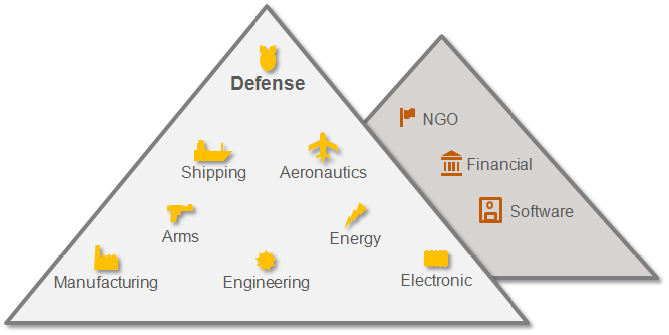 Defense
Shipping
Aeronautics
Arms
Energy
Manufacturing
Engineering
Electronic
NGO
Financial
Software